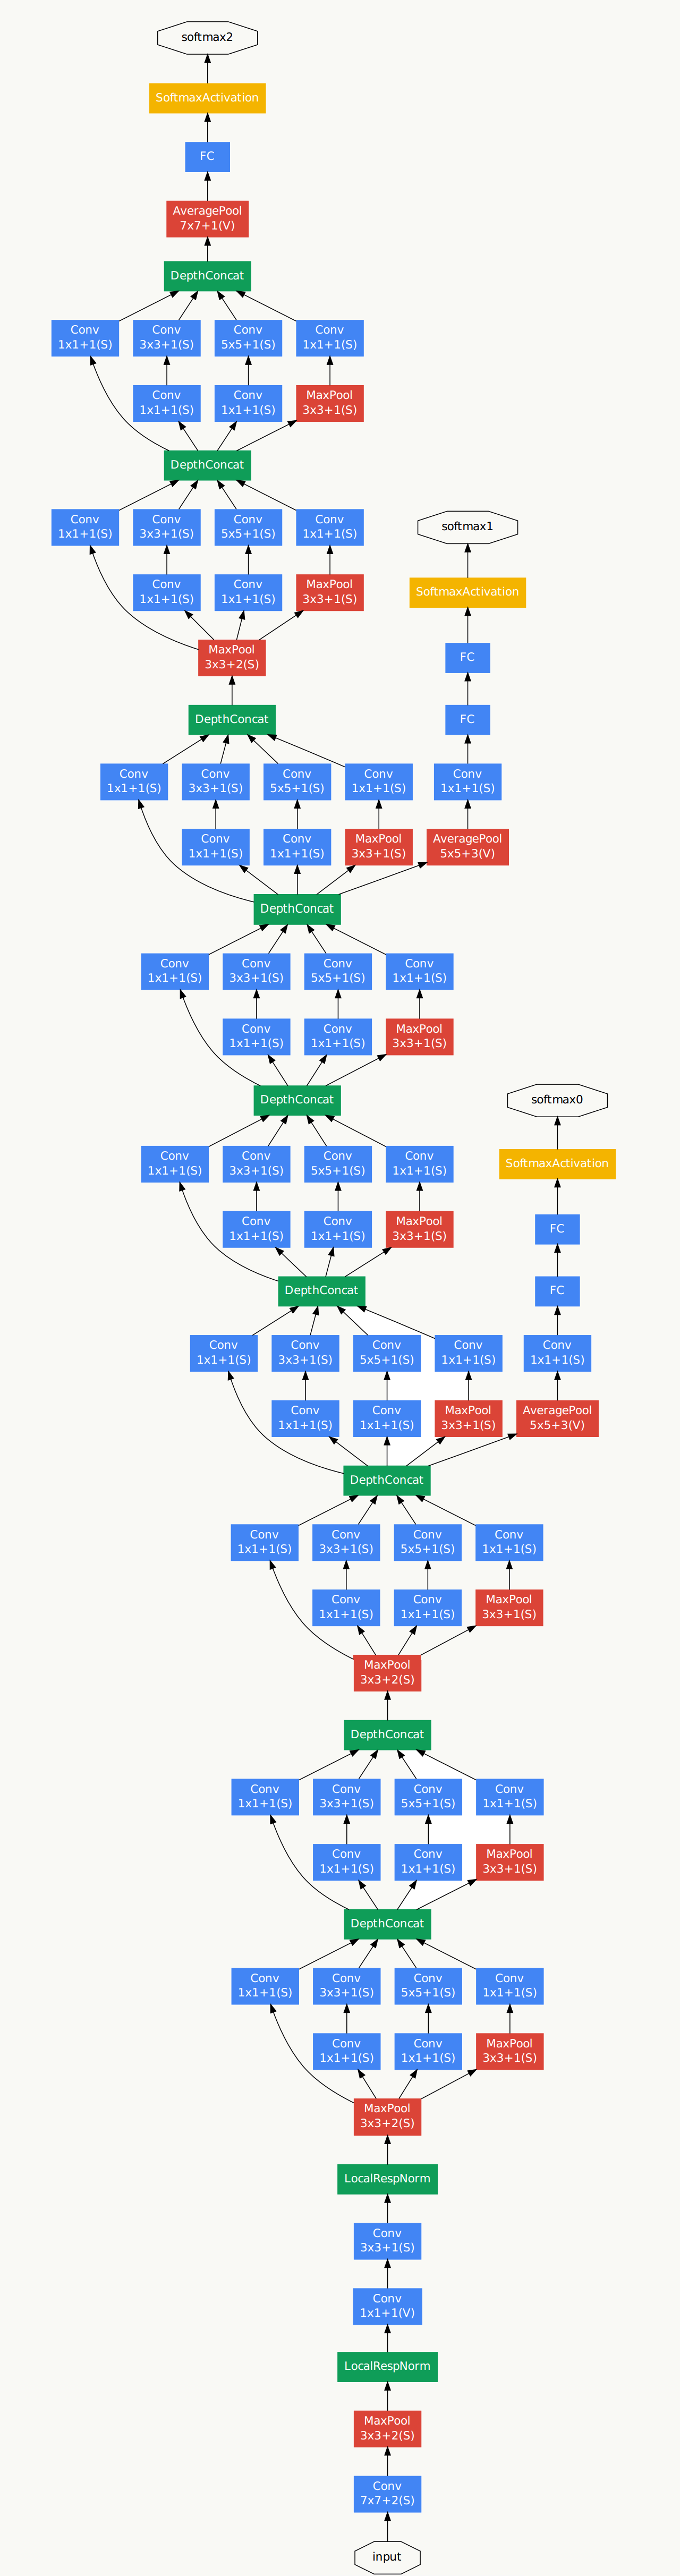 softmax2
SoftmaxActivation
FC
AveragePool
7x7+1(V)
DepthConcat
Conv
1x1+1(S)
Conv
3x3+1(S)
Conv
5x5+1(S)
Conv
1x1+1(S)
Conv
1x1+1(S)
Conv
1x1+1(S)
MaxPool
3x3+1(S)
DepthConcat
Conv
1x1+1(S)
Conv
3x3+1(S)
Conv
5x5+1(S)
Conv
1x1+1(S)
softmax1
Conv
1x1+1(S)
Conv
1x1+1(S)
MaxPool
3x3+1(S)
SoftmaxActivation
MaxPool
3x3+2(S)
FC
DepthConcat
FC
Conv
1x1+1(S)
Conv
3x3+1(S)
Conv
5x5+1(S)
Conv
1x1+1(S)
Conv
1x1+1(S)
Conv
1x1+1(S)
Conv
1x1+1(S)
MaxPool
3x3+1(S)
AveragePool
5x5+3(V)
DepthConcat
Conv
1x1+1(S)
Conv
3x3+1(S)
Conv
5x5+1(S)
Conv
1x1+1(S)
Conv
1x1+1(S)
Conv
1x1+1(S)
MaxPool
3x3+1(S)
DepthConcat
softmax0
Conv
1x1+1(S)
Conv
3x3+1(S)
Conv
5x5+1(S)
Conv
1x1+1(S)
SoftmaxActivation
Conv
1x1+1(S)
Conv
1x1+1(S)
MaxPool
3x3+1(S)
FC
DepthConcat
FC
Conv
1x1+1(S)
Conv
3x3+1(S)
Conv
5x5+1(S)
Conv
1x1+1(S)
Conv
1x1+1(S)
Conv
1x1+1(S)
Conv
1x1+1(S)
MaxPool
3x3+1(S)
AveragePool
5x5+3(V)
DepthConcat
Conv
1x1+1(S)
Conv
3x3+1(S)
Conv
5x5+1(S)
Conv
1x1+1(S)
Conv
1x1+1(S)
Conv
1x1+1(S)
MaxPool
3x3+1(S)
MaxPool
3x3+2(S)
DepthConcat
Conv
1x1+1(S)
Conv
3x3+1(S)
Conv
5x5+1(S)
Conv
1x1+1(S)
Conv
1x1+1(S)
Conv
1x1+1(S)
MaxPool
3x3+1(S)
DepthConcat
Conv
1x1+1(S)
Conv
3x3+1(S)
Conv
5x5+1(S)
Conv
1x1+1(S)
Conv
1x1+1(S)
Conv
1x1+1(S)
MaxPool
3x3+1(S)
MaxPool
3x3+2(S)
LocalRespNorm
Conv
3x3+1(S)
Conv
1x1+1(V)
LocalRespNorm
MaxPool
3x3+2(S)
Conv
7x7+2(S)
input